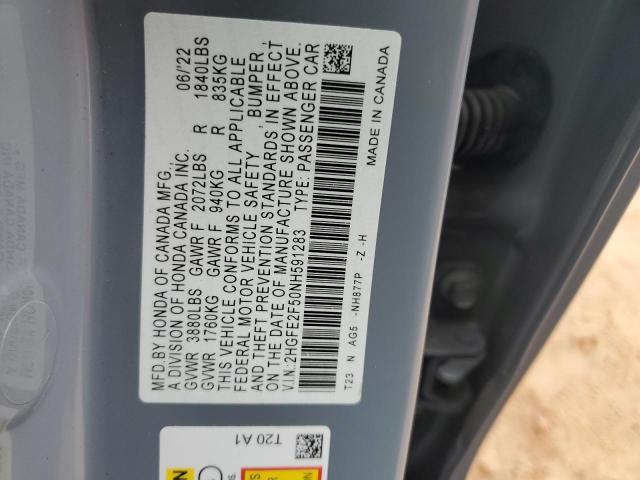 MFD.BY HONDA OF CANADA MFG., 06/22
A DIVISION OF HONDA CANADA INC.
GVWR 3880LBS GAWR F 2072LBS R 1840LBS
GVWR 1760KG GAWR F 940KG R 835KG
THIS VEHICLE CONFORMS TO ALL APPLICABLE
FEDERAL MOTOR VEHICLE SAFETY, BUMPER,
AND THEFT PREVENTION STANDARDS IN EFFECT
ON THE DATE OF MANUFACTURE SHOWN ABOVE.
V.I.N.:2HGFE2F50NH591283 TYPE: PASSENGER CAR
T23 N AG5 -NH877P -Z -H
MADE IN CANADA
T20 A1